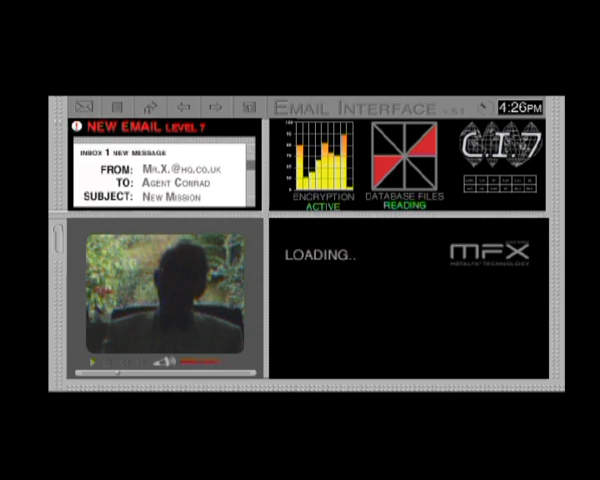 EMAIL INTERFACE
4:26PM
NEW EMAIL LEVEL 7
INBOX 1 NEW MESSAGE
FROM: MR.X.@HQ.CO.UK
TO: AGENT CONRAD
SUBJECT: NEW MISSION
ENCRYPTION
ACTIVE
DATABASE FILES
READING
C.I.7
LOADING..
MFX